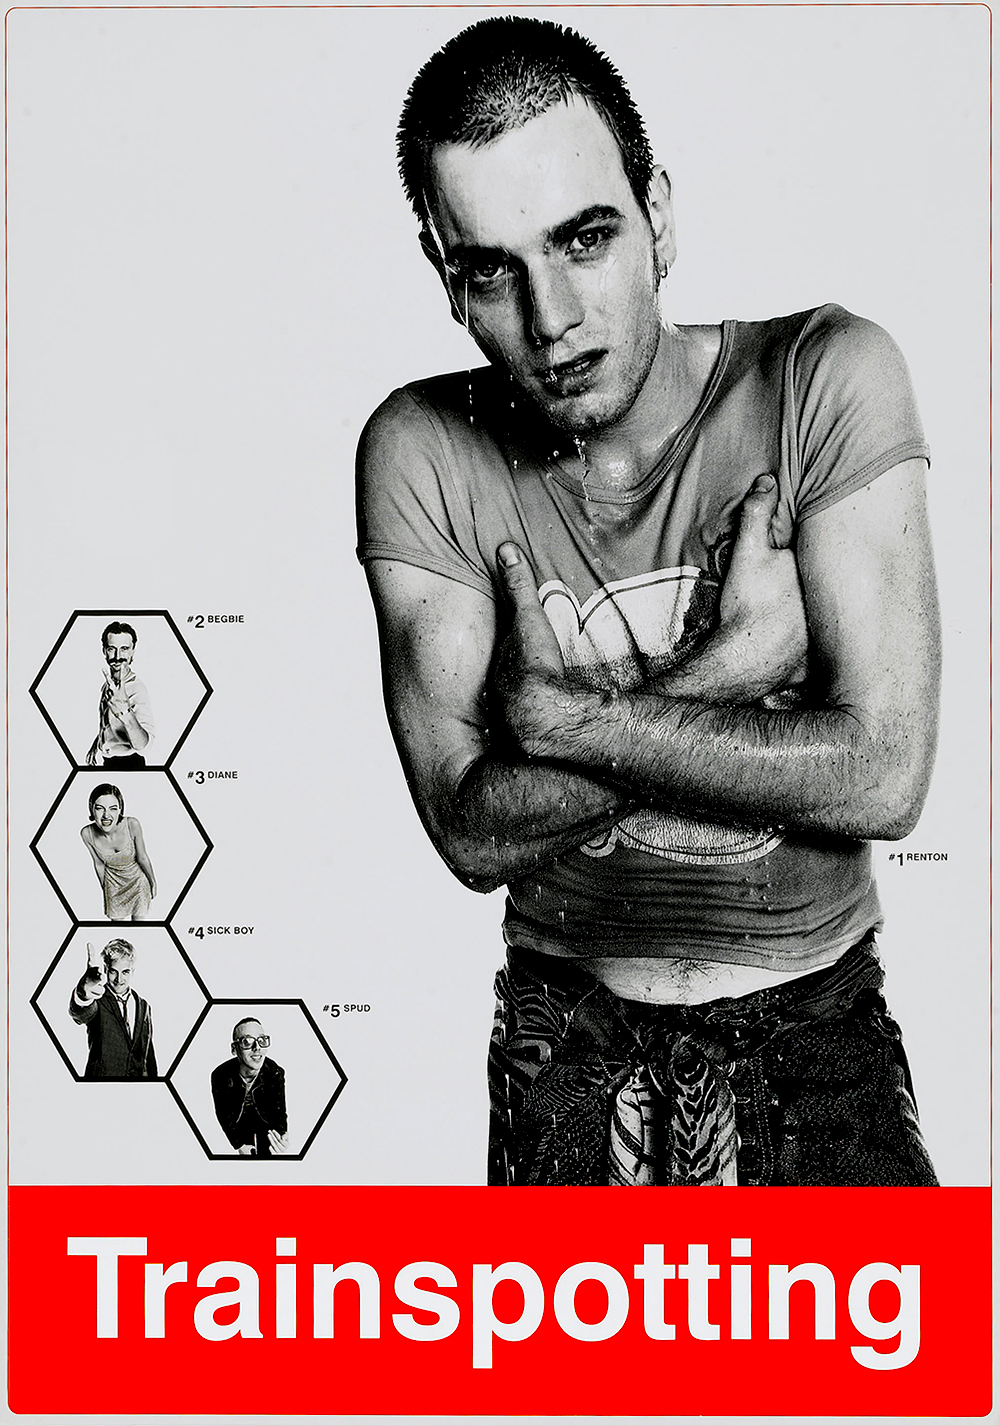 #2 BEGBIE
#3 DIANE
#1 RENTON
#4 SICK BOY
#5 SPUD
Trainspotting